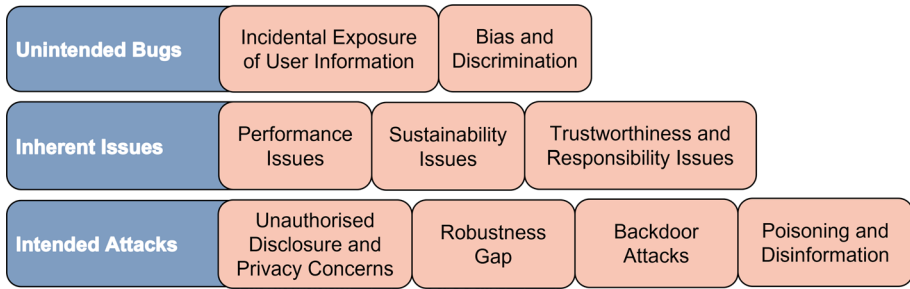 Unintended Bugs
Incidental Exposure
of User Information
Bias and
Discrimination
Inherent Issues
Performance
Issues
Sustainability
Issues
Trustworthiness and
Responsibility Issues
Intended Attacks
Unauthorised
Disclosure and
Privacy Concerns
Robustness
Gap
Backdoor
Attacks
Poisoning and
Disinformation